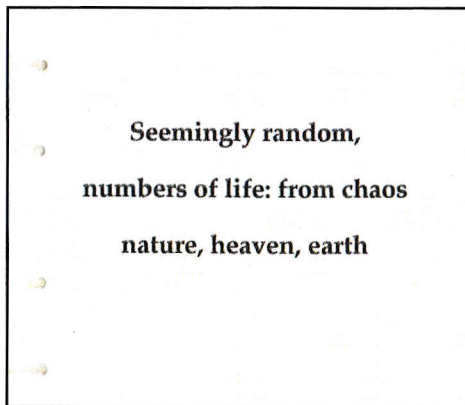 Seemingly random,
numbers of life: from chaos
nature, heaven, earth